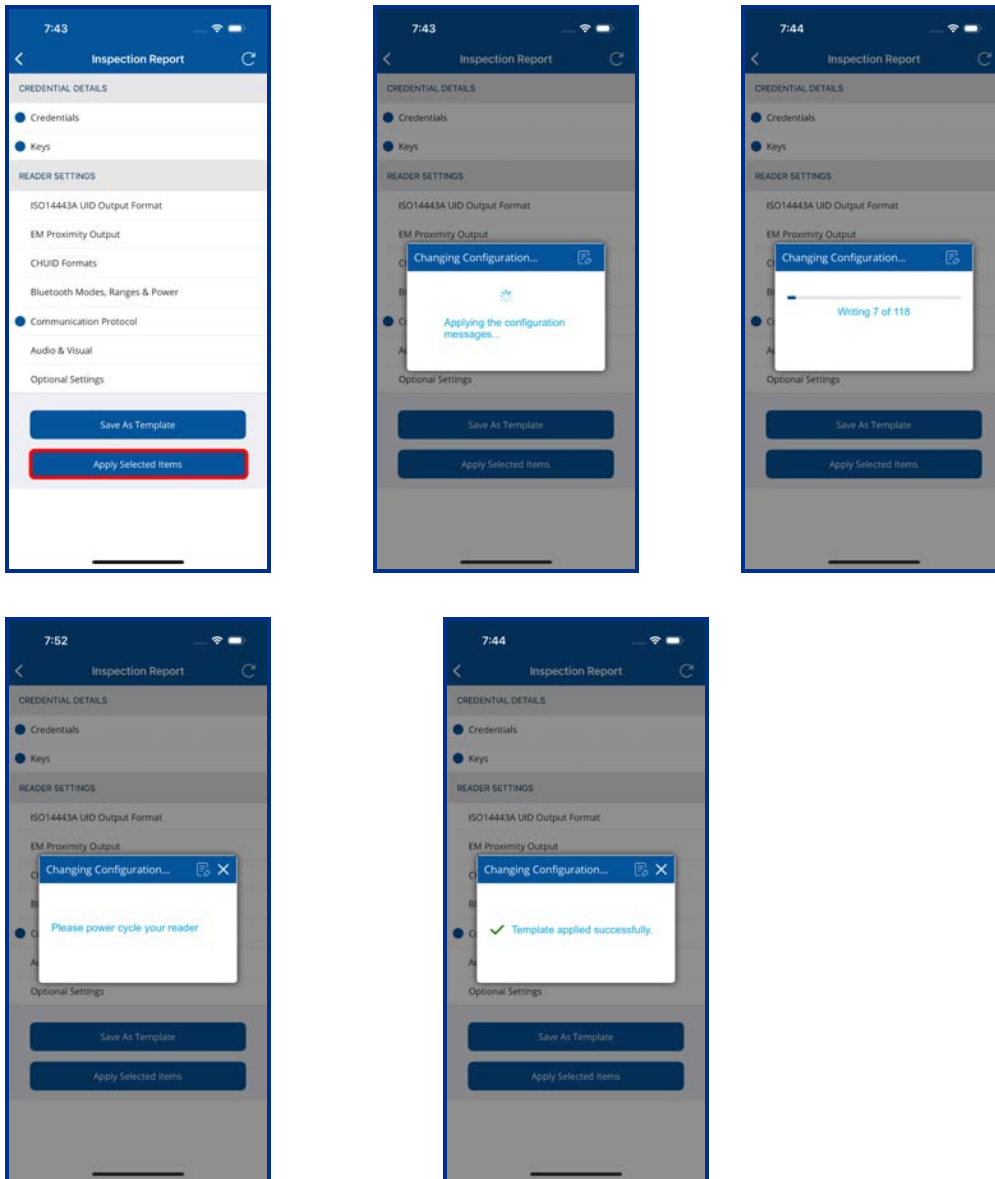 7:43
Inspection Report
CREDENTIAL DETAILS
Credentials
Keys
READER SETTINGS
ISO14443A UID Output Format
EM Proximity Output
CHUID Formats
Bluetooth Modes, Ranges & Power
Communication Protocol
Audio & Visual
Optional Settings
Save As Template
Apply Selected Items
7:43
Inspection Report
CREDENTIAL DETAILS
Credentials
Keys
READER SETTINGS
ISO14443A UID Output Format
EM Proximity Output
Changing Configuration...
Applying the configuration
messages...
Optional Settings
Save As Template
Apply Selected Items
7:44
Inspection Report
CREDENTIAL DETAILS
Credentials
Keys
READER SETTINGS
ISO14443A UID Output Format
EM Proximity Output
Changing Configuration...
Writing 7 of 118
Optional Settings
Save As Template
Apply Selected Items
7:52
Inspection Report
CREDENTIAL DETAILS
Credentials
Keys
READER SETTINGS
ISO14443A UID Output Format
EM Proximity Output
Changing Configuration...
Please power cycle your reader
Optional Settings
Save As Template
Apply Selected Items
7:44
Inspection Report
CREDENTIAL DETAILS
Credentials
Keys
READER SETTINGS
ISO14443A UID Output Format
EM Proximity Output
Changing Configuration...
Template applied successfully.
Optional Settings
Save As Template
Apply Selected Items